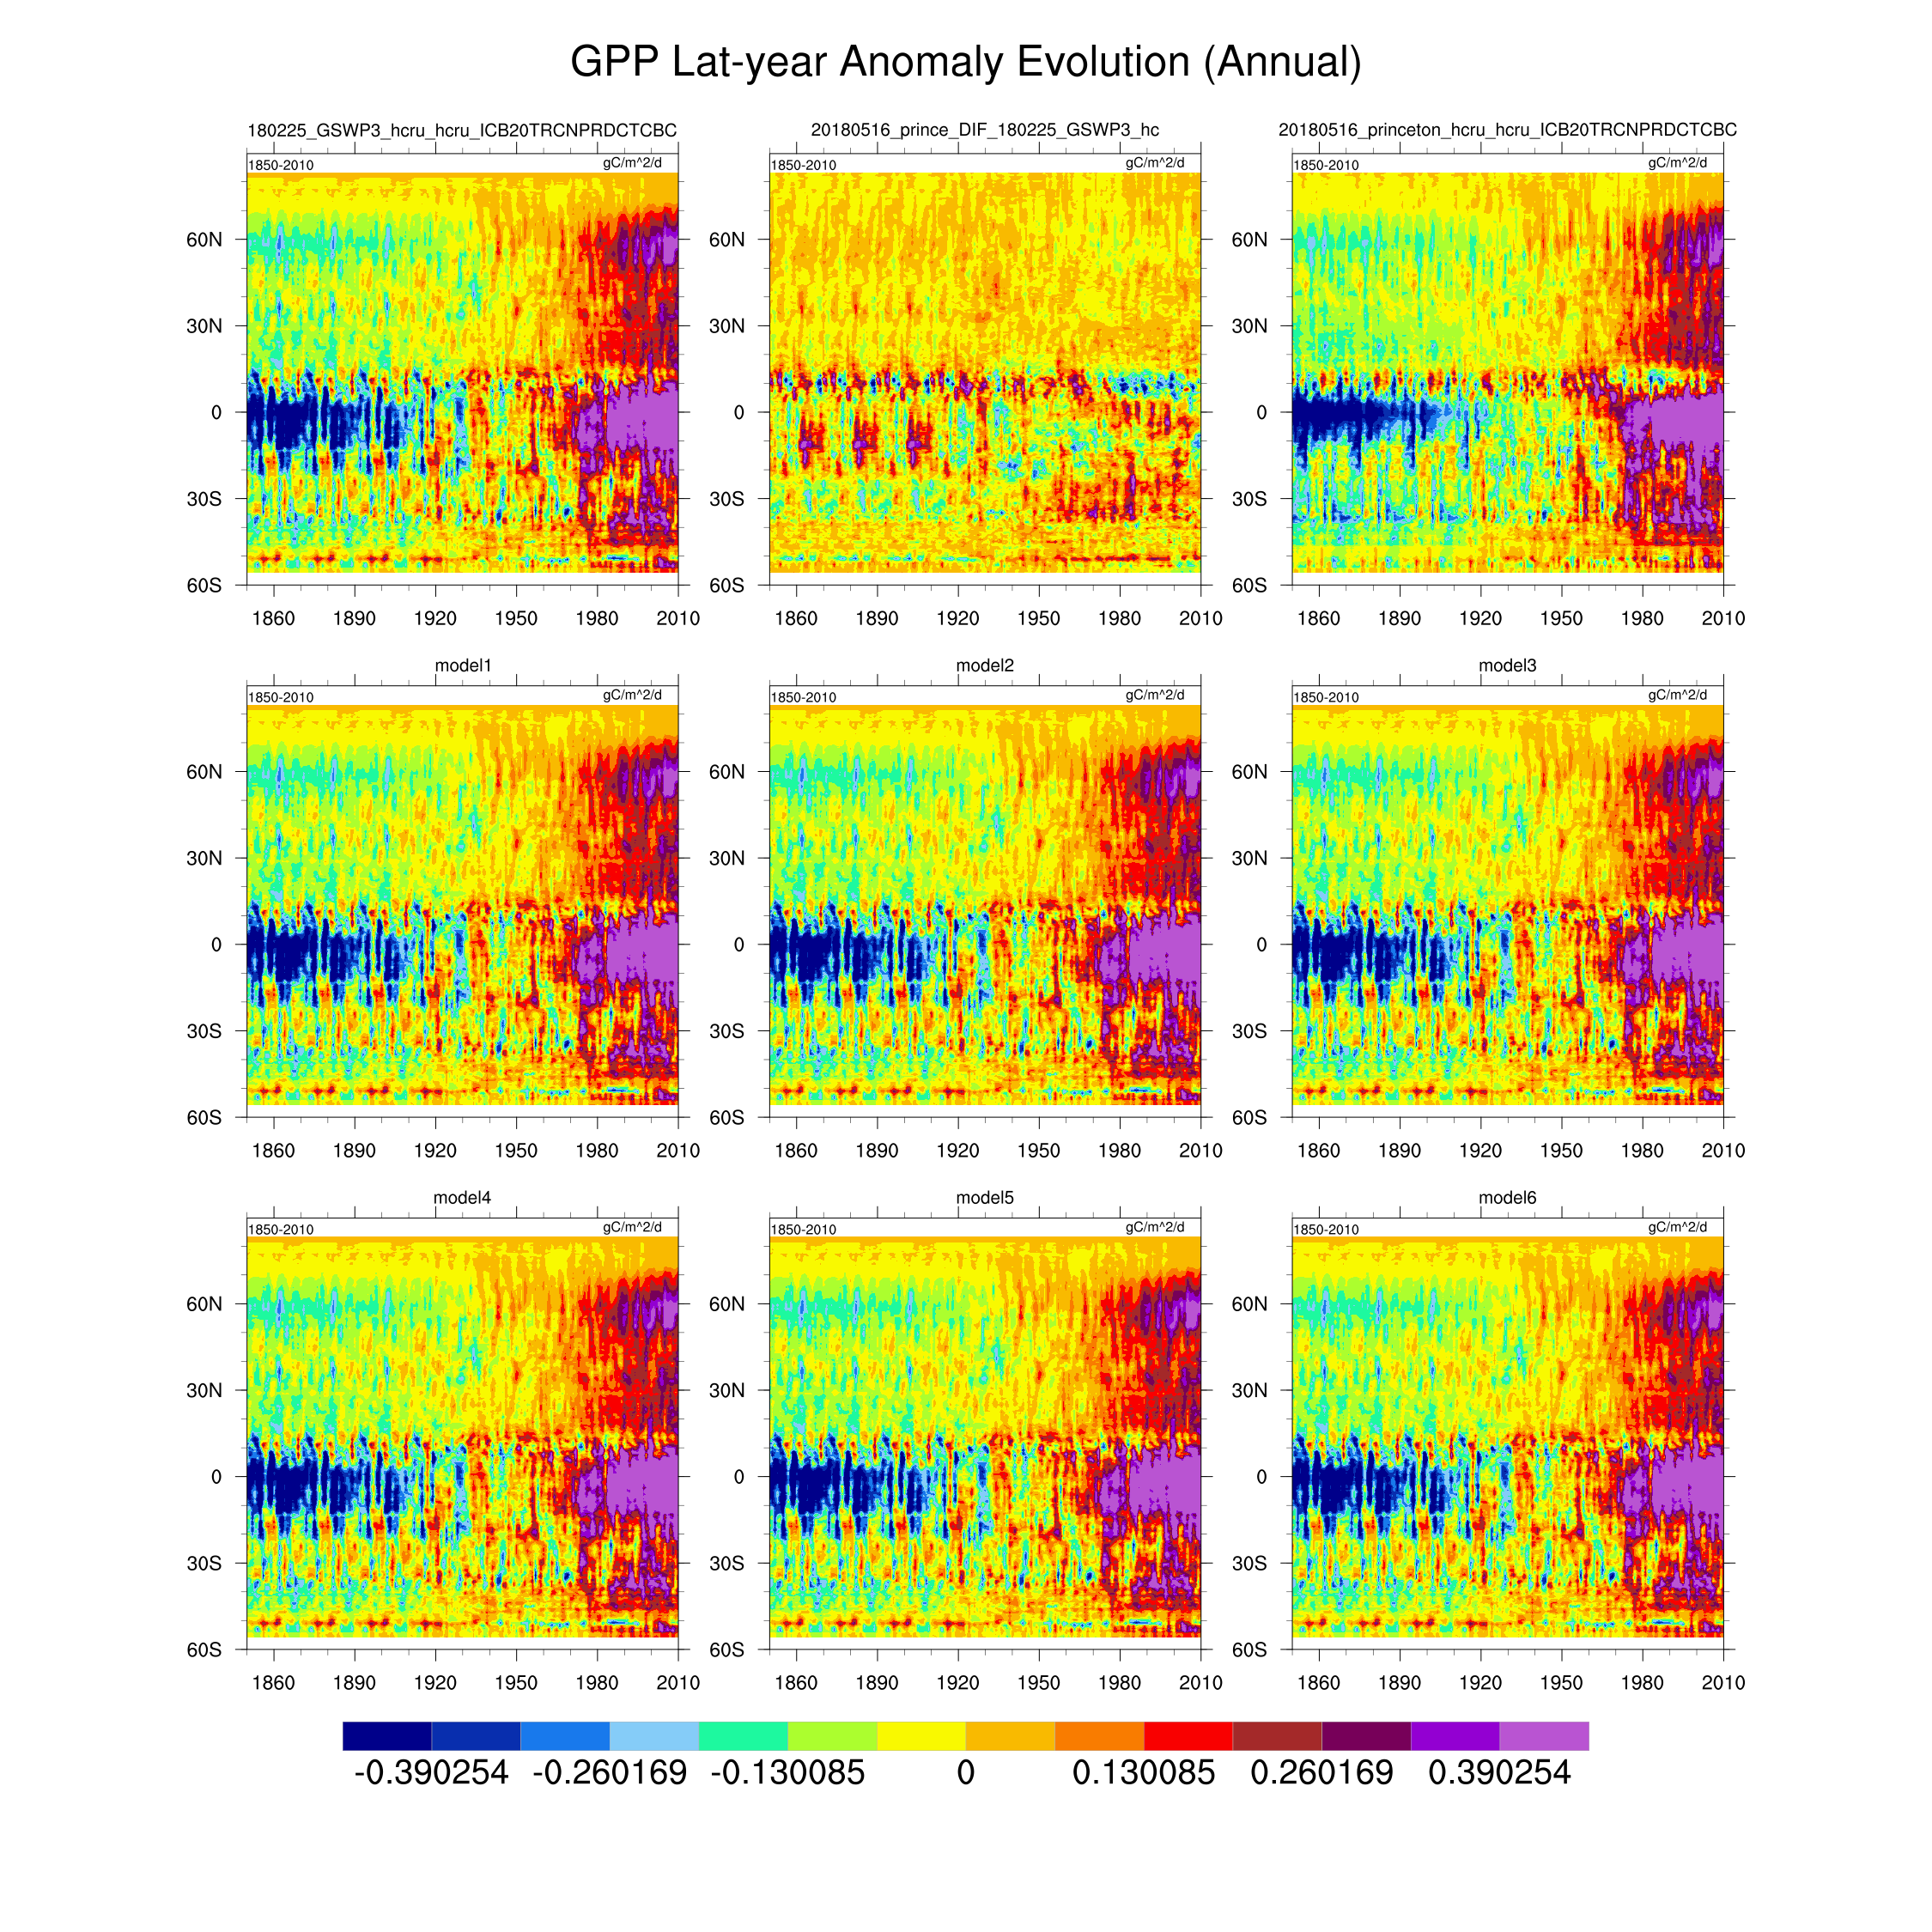 GPP Lat-year Anomaly Evolution (Annual)
180225_GSWP3_hcru_hcru_ICB20TRCNPRDCTCBC
20180516_prince_DIF_180225_GSWP3_hc
20180516_princeton_hcru_hcru_ICB20TRCNPRDCTCBC
1850-2010 gC/m^2/d
1850-2010 gC/m^2/d
1850-2010 gC/m^2/d
60N 60N 60N
30N 30N 30N
0 0 0
30S 30S 30S
60S 60S 60S
1860 1890 1920 1950 1980 2010
1860 1890 1920 1950 1980 2010
1860 1890 1920 1950 1980 2010
model1
model2
model3
1850-2010 gC/m^2/d
1850-2010 gC/m^2/d
1850-2010 gC/m^2/d
60N 60N 60N
30N 30N 30N
0 0 0
30S 30S 30S
60S 60S 60S
1860 1890 1920 1950 1980 2010
1860 1890 1920 1950 1980 2010
1860 1890 1920 1950 1980 2010
model4
model5
model6
1850-2010 gC/m^2/d
1850-2010 gC/m^2/d
1850-2010 gC/m^2/d
60N 60N 60N
30N 30N 30N
0 0 0
30S 30S 30S
60S 60S 60S
1860 1890 1920 1950 1980 2010
1860 1890 1920 1950 1980 2010
1860 1890 1920 1950 1980 2010
-0.390254 -0.260169 -0.130085 0 0.130085 0.260169 0.390254